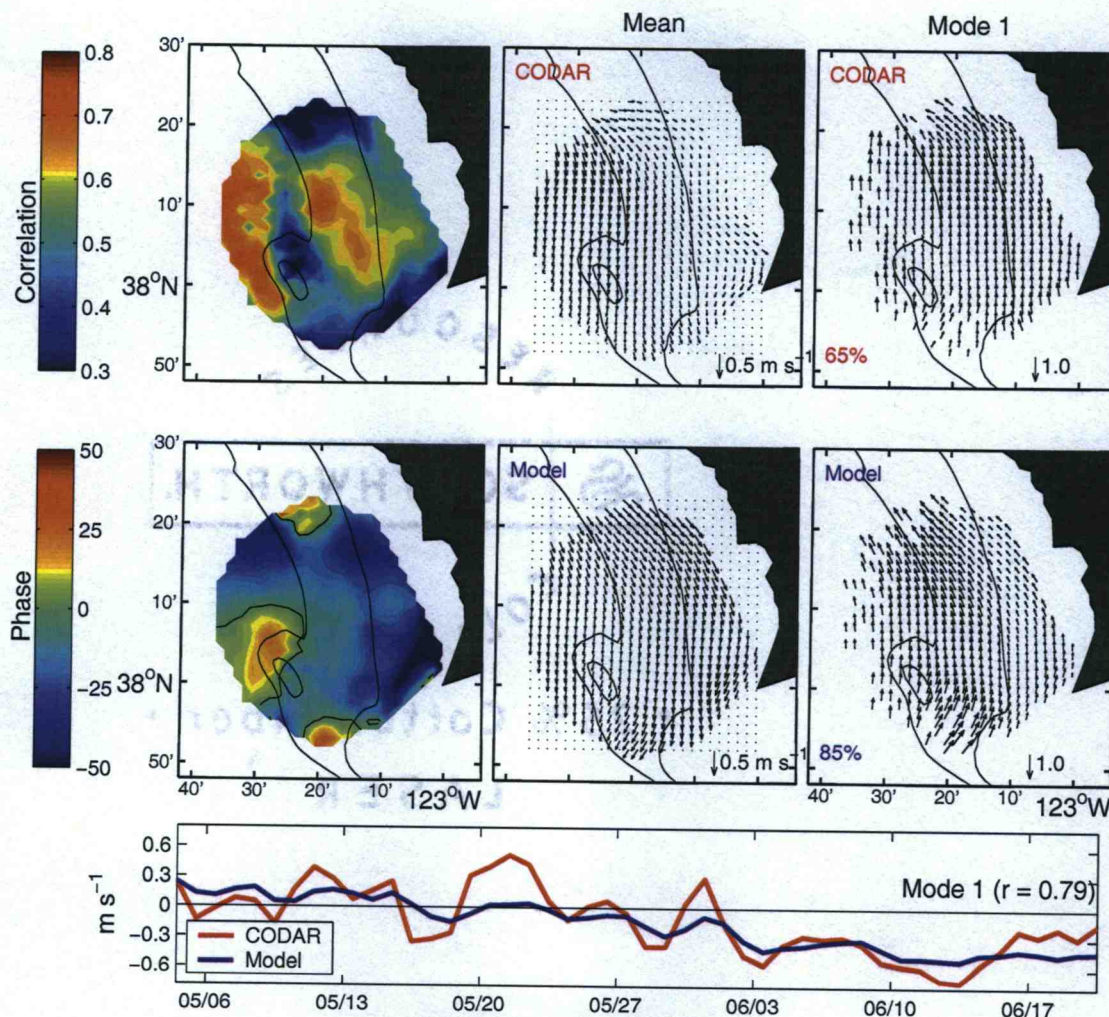 Mean
Mode 1
Correlation
0.8
0.7
0.6
0.5
0.4
0.3
30'
20'
10'
38°N
50'
CODAR
0.5 m s⁻¹
CODAR
65%
1.0
Phase
50
25
0
−25
−50
30'
20'
10'
38°N
50'
40'
30'
20'
10'
123°W
Model
0.5 m s⁻¹
Model
85%
1.0
40'
30'
20'
10'
123°W
m s⁻¹
0.6
0.3
0
−0.3
−0.6
Mode 1 (r = 0.79)
CODAR
Model
05/06
05/13
05/20
05/27
06/03
06/10
06/17